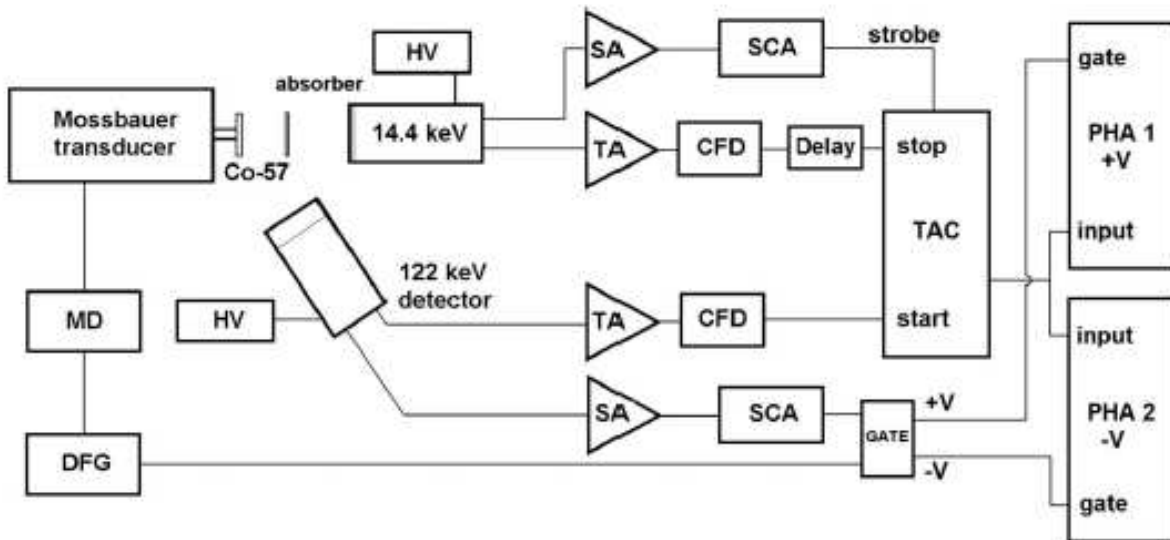 HV
SA
SCA
strobe
gate
absorber
Mossbauer
transducer
14.4 keV
TA
CFD
Delay
stop
PHA 1
+V
Co-57
TAC
input
122 keV
detector
MD
HV
TA
CFD
start
input
SA
SCA
+V
GATE
PHA 2
-V
DFG
-V
gate